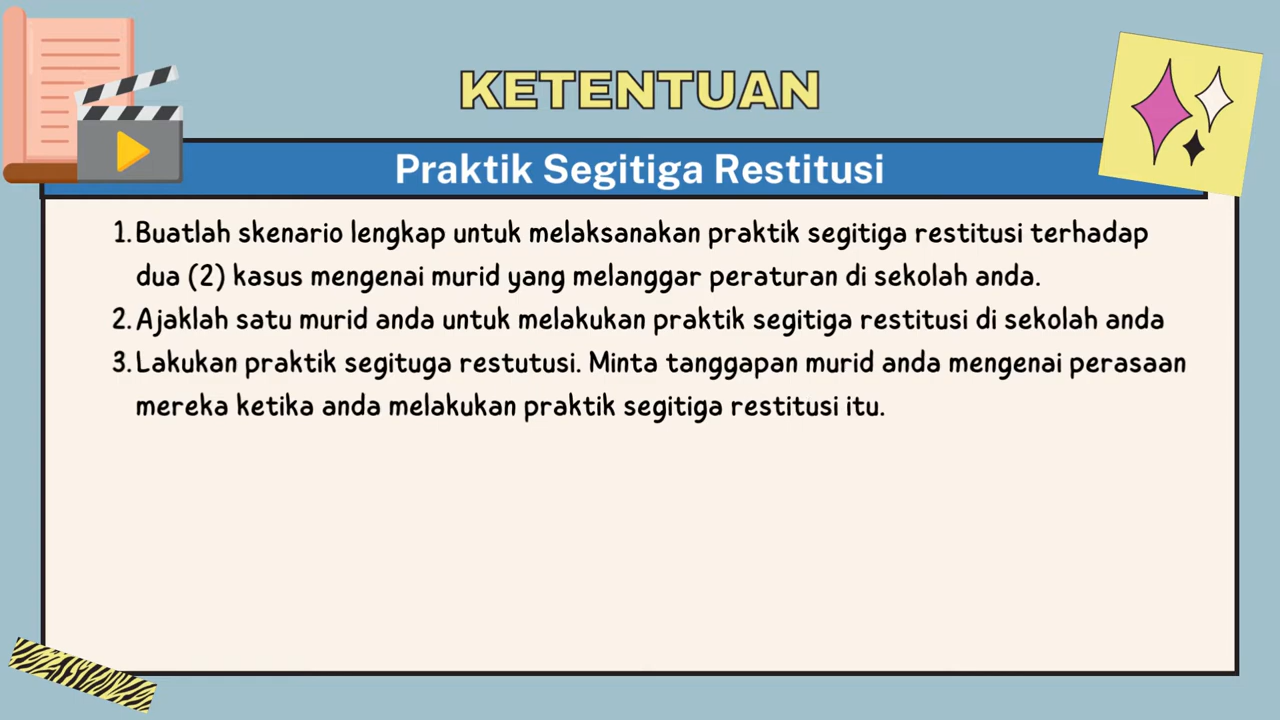 KETENTUAN
Praktik Segitiga Restitusi
1. Buatlah skenario lengkap untuk melaksanakan praktik segitiga restitusi terhadap
dua (2) kasus mengenai murid yang melanggar peraturan di sekolah anda.
2. Ajaklah satu murid anda untuk melakukan praktik segitiga restitusi di sekolah anda
3. Lakukan praktik segituga restutusi. Minta tanggapan murid anda mengenai perasaan
mereka ketika anda melakukan praktik segitiga restitusi itu.